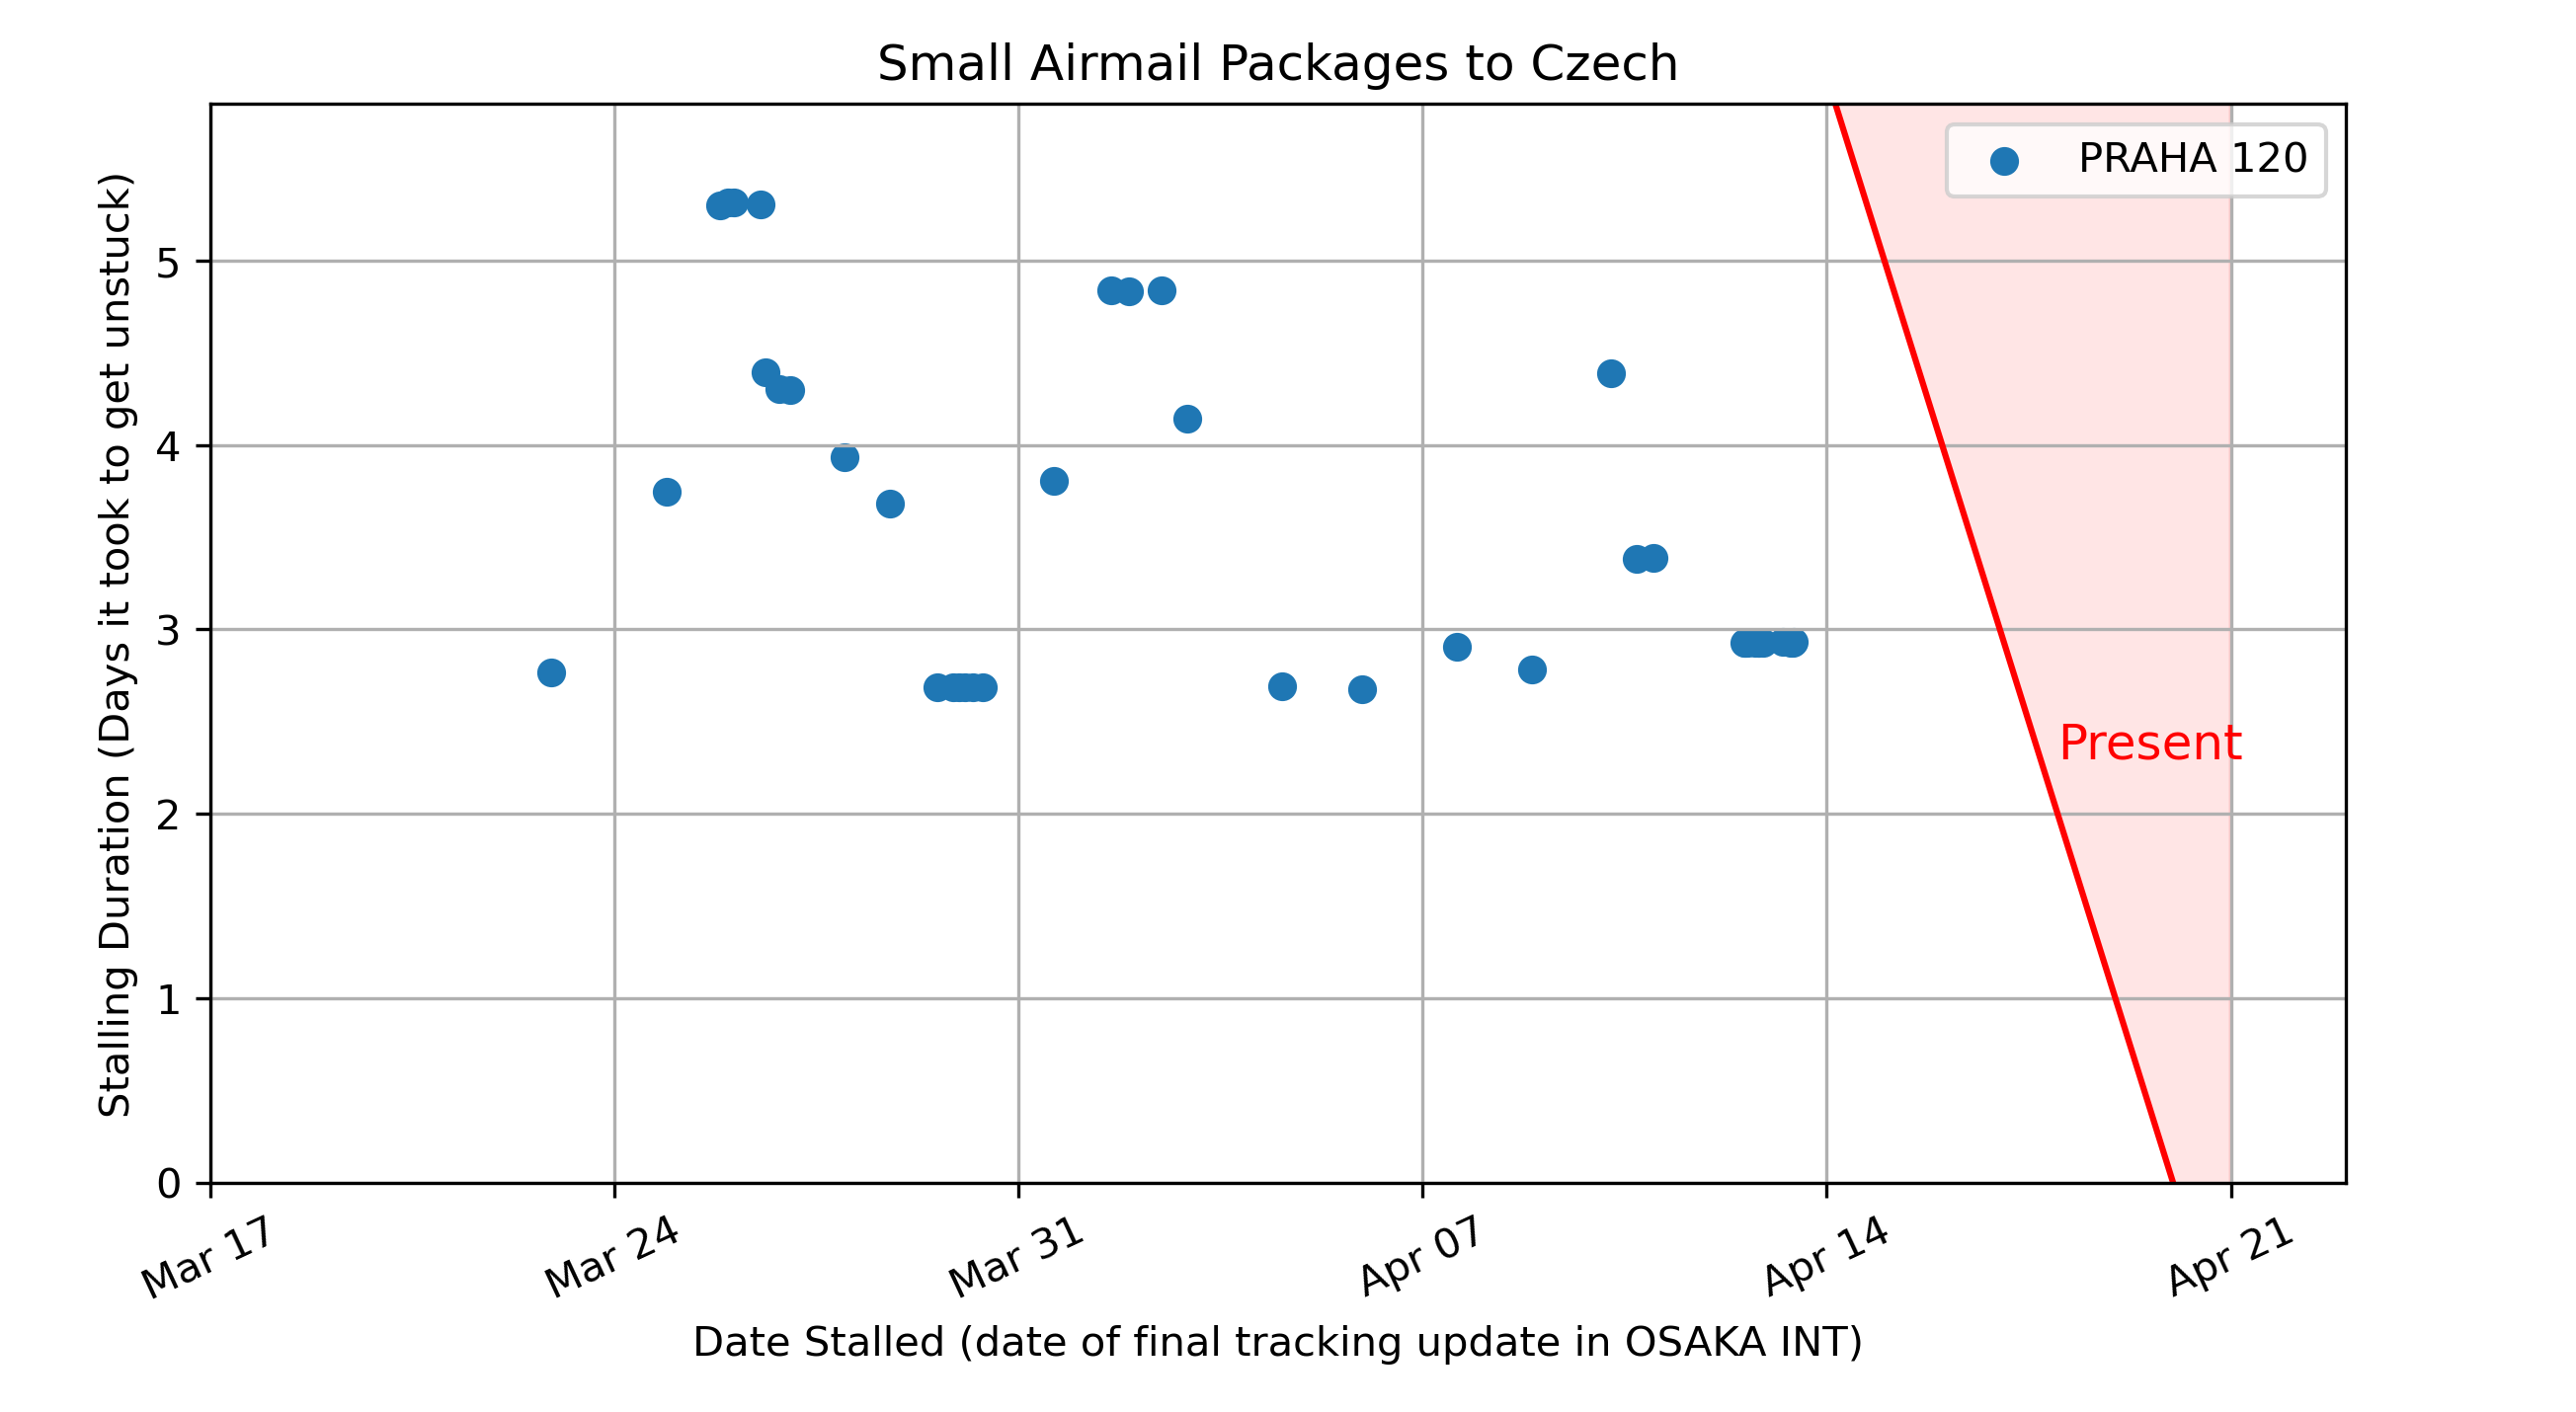 Small Airmail Packages to Czech
PRAHA 120
Stalling Duration (Days it took to get unstuck)
5
4
3
2
1
0
Present
Mar 17
Mar 24
Mar 31
Apr 07
Apr 14
Apr 21
Date Stalled (date of final tracking update in OSAKA INT)